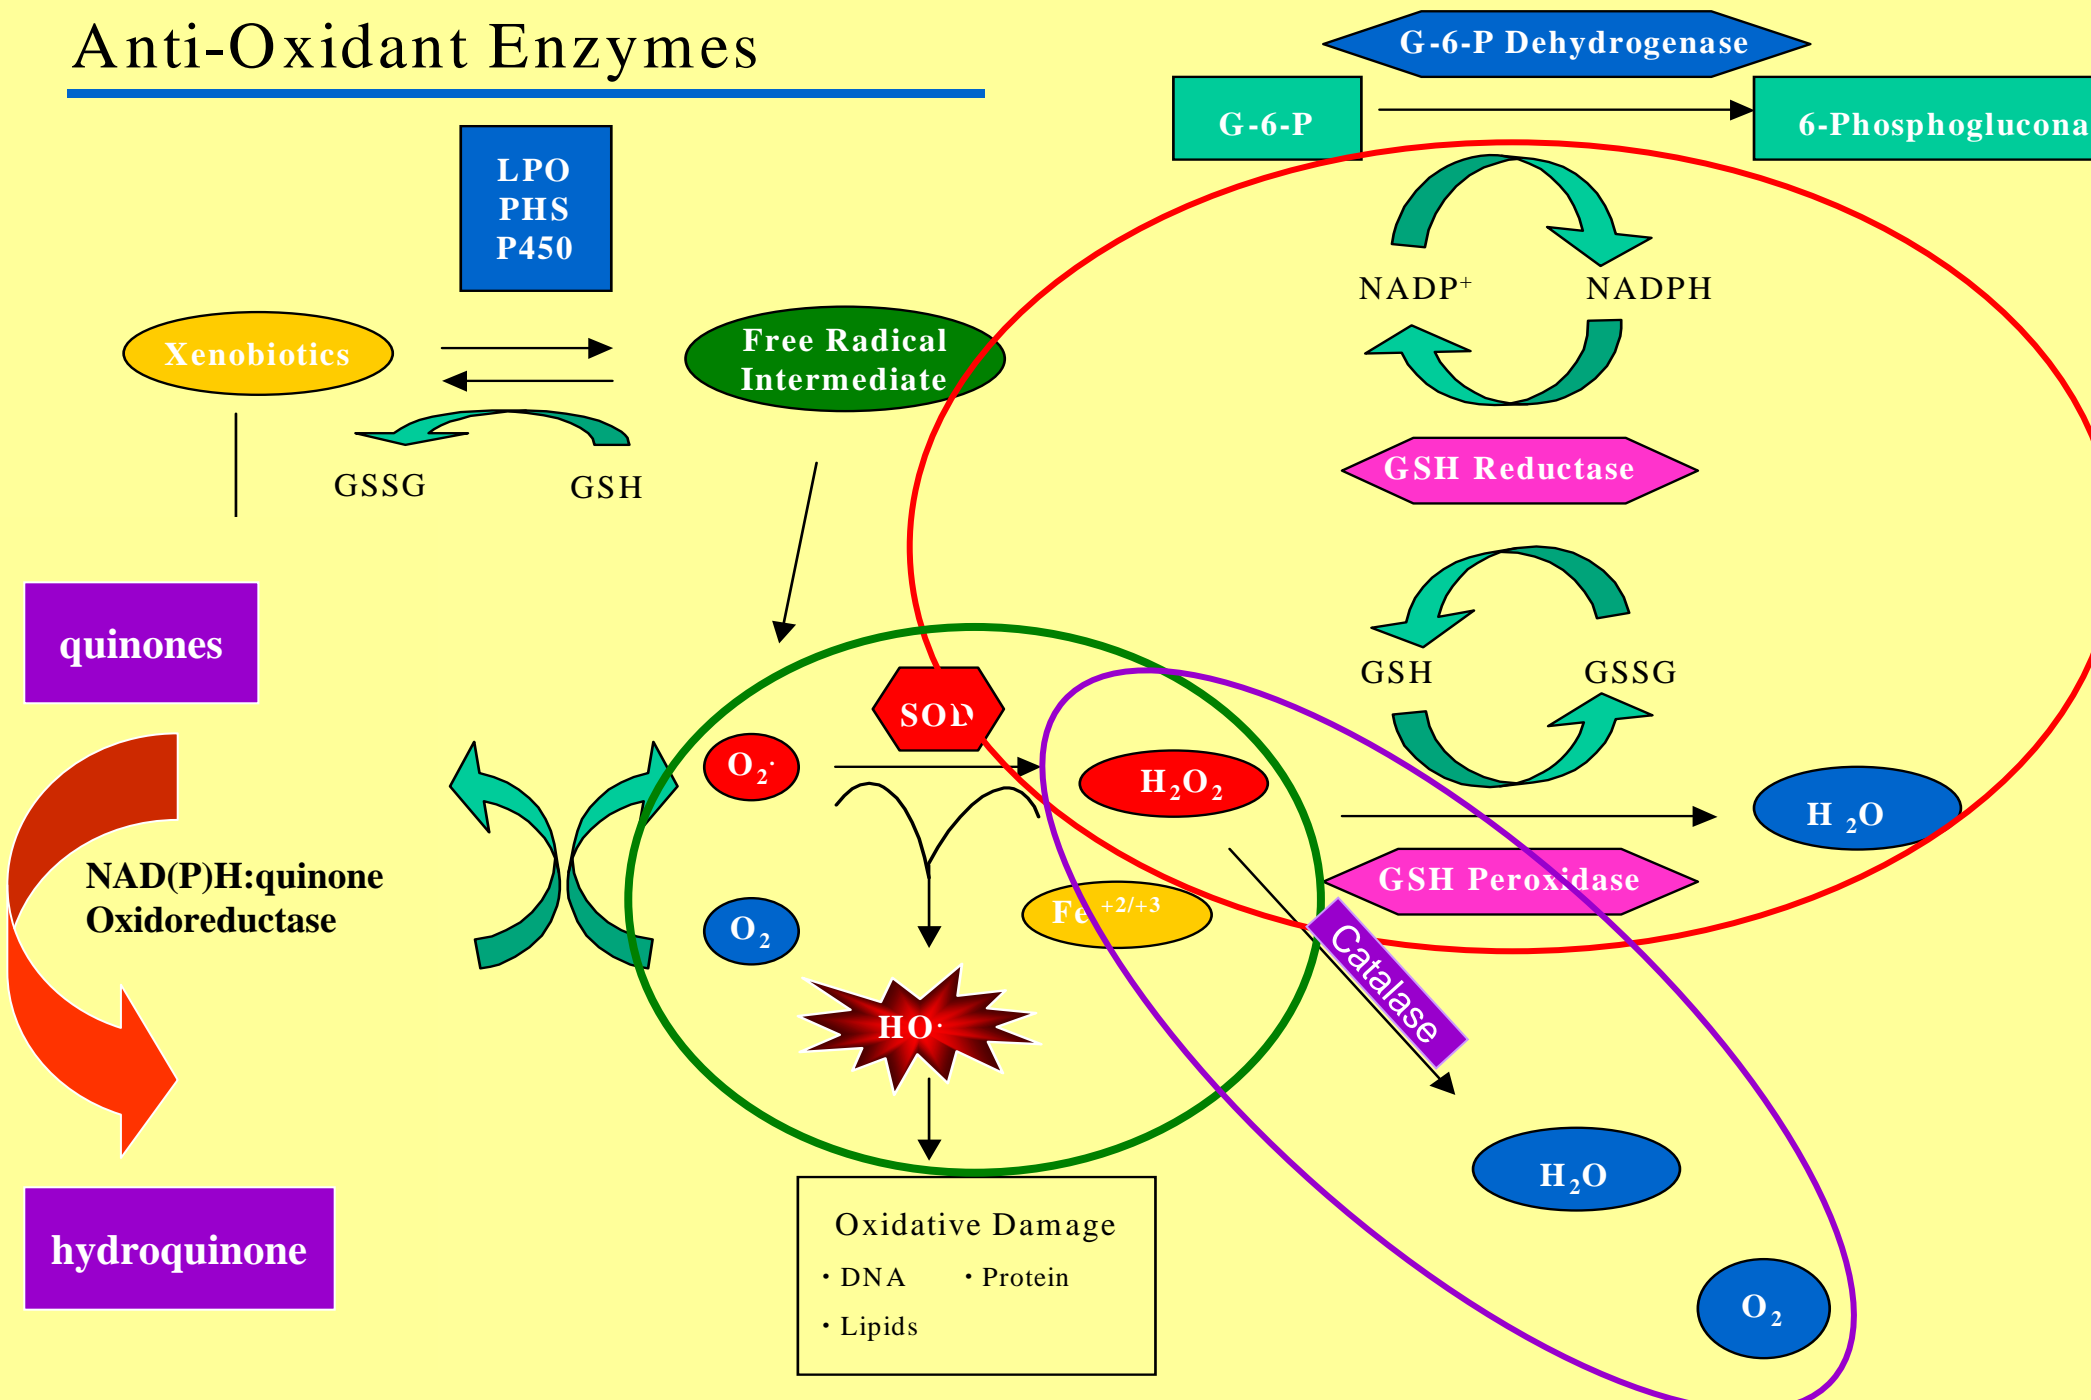 Anti-Oxidant Enzymes
G-6-P Dehydrogenase
G-6-P
6-Phosphoglucona
LPO
PHS
P450
NADP⁺
NADPH
Xenobiotics
Free Radical
Intermediate
GSSG
GSH
GSH Reductase
quinones
GSH
GSSG
SOD
O₂·
H₂O₂
H ₂O
NAD(P)H:quinone
Oxidoreductase
GSH Peroxidase
O₂
Fe ⁺²/⁺³
Catalase
HO·
H₂O
hydroquinone
Oxidative Damage
· DNA · Protein
· Lipids
O₂